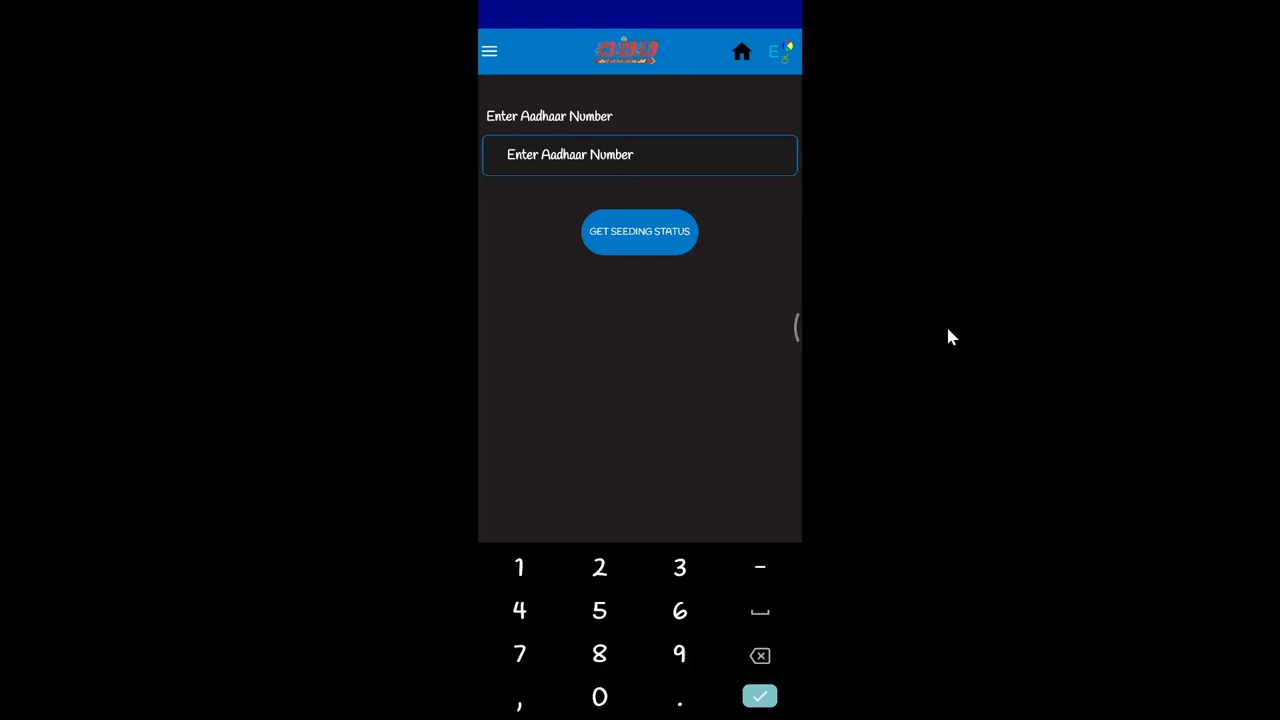 Enter Aadhaar Number
Enter Aadhaar Number
GET SEEDING STATUS
1 2 3 -
4 5 6
7 8 9
, 0 .